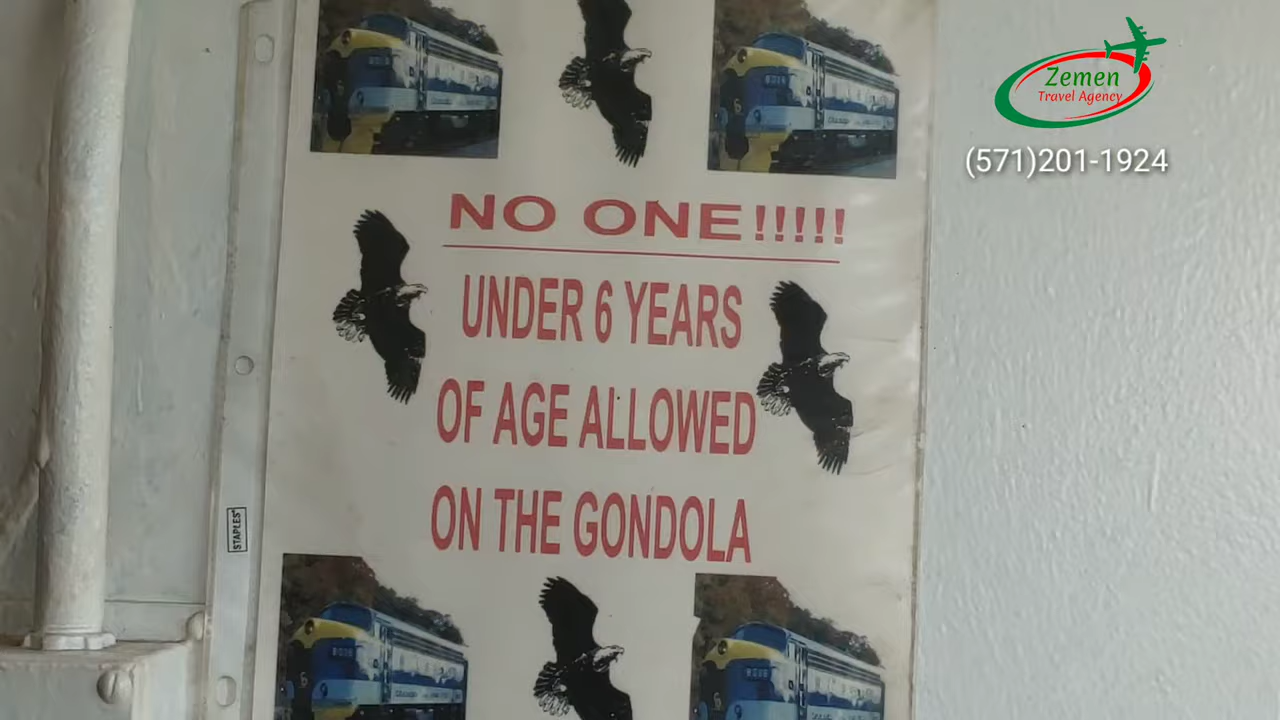 Zemen
Travel Agency
(571)201-1924
NO ONE!!!!!
UNDER 6 YEARS
OF AGE ALLOWED
ON THE GONDOLA
STAPLES